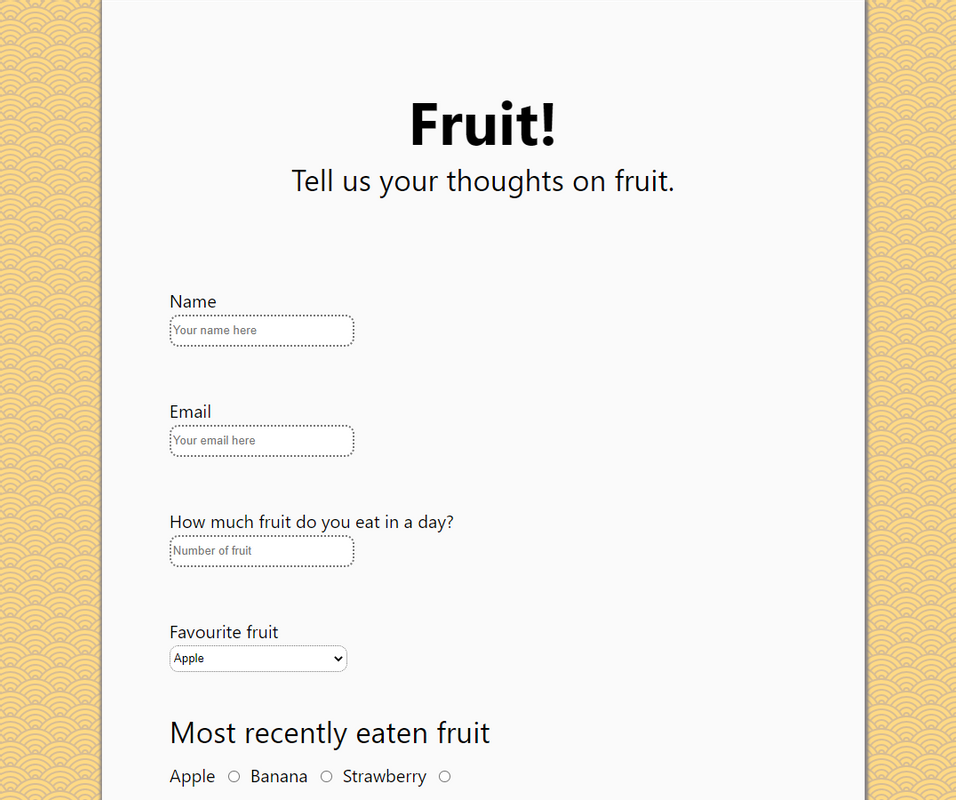 Fruit!
Tell us your thoughts on fruit.
Name
Your name here
Email
Your email here
How much fruit do you eat in a day?
Number of fruit
Favourite fruit
Apple
Most recently eaten fruit
Apple Banana Strawberry